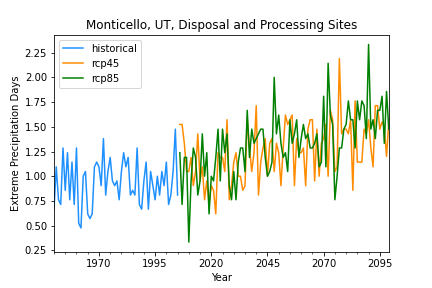 Monticello, UT, Disposal and Processing Sites
historical
rcp45
rcp85
Extreme Precipitation Days
2.25
2.00
1.75
1.50
1.25
1.00
0.75
0.50
0.25
1970
1995
2020
2045
2070
2095
Year